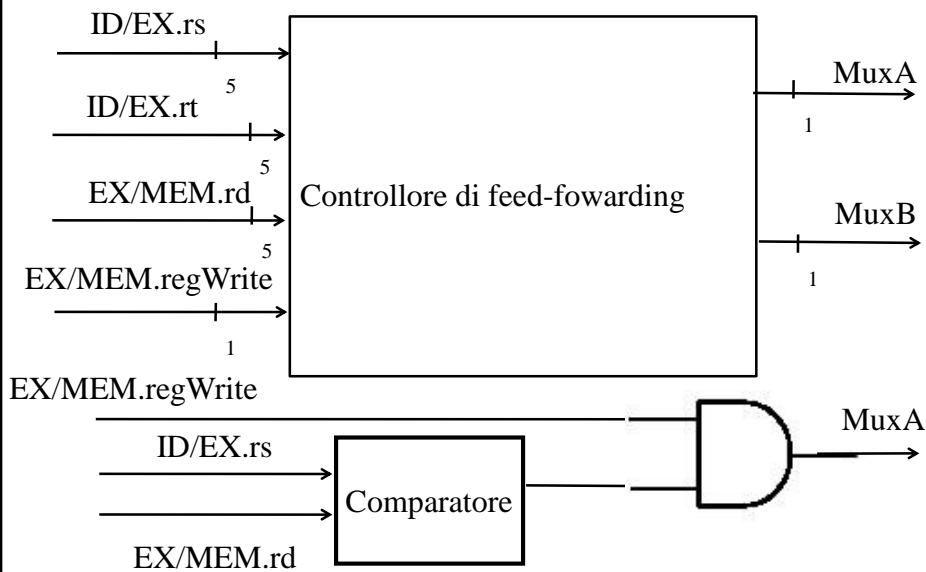 ID/EX.rs
5
ID/EX.rt
5
EX/MEM.rd
5
EX/MEM.regWrite
1
Controllore di feed-fowarding
MuxA
1
MuxB
1
EX/MEM.regWrite
ID/EX.rs
Comparatore
EX/MEM.rd
MuxA